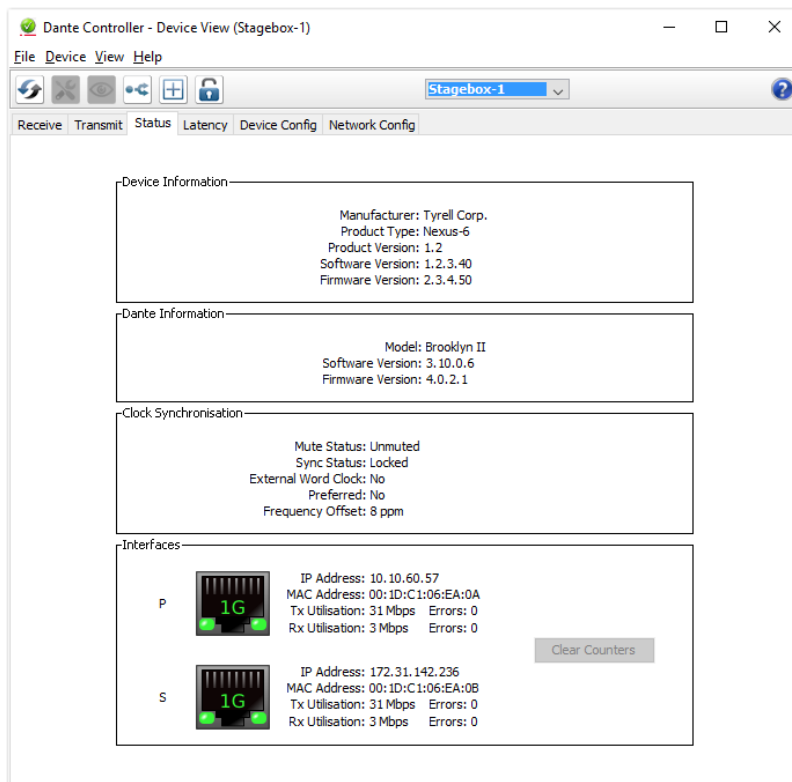 Dante Controller - Device View (Stagebox-1)
File Device View Help
Stagebox-1
?
Receive Transmit Status Latency Device Config Network Config
Device Information
Manufacturer: Tyrell Corp.
Product Type: Nexus-6
Product Version: 1.2
Software Version: 1.2.3.40
Firmware Version: 2.3.4.50
Dante Information
Model: Brooklyn II
Software Version: 3.10.0.6
Firmware Version: 4.0.2.1
Clock Synchronisation
Mute Status: Unmuted
Sync Status: Locked
External Word Clock: No
Preferred: No
Frequency Offset: 8 ppm
Interfaces
P
1G
IP Address: 10.10.60.57
MAC Address: 00:1D:C1:06:EA:0A
Tx Utilisation: 31 Mbps Errors: 0
Rx Utilisation: 3 Mbps Errors: 0
Clear Counters
S
1G
IP Address: 172.31.142.236
MAC Address: 00:1D:C1:06:EA:0B
Tx Utilisation: 31 Mbps Errors: 0
Rx Utilisation: 3 Mbps Errors: 0